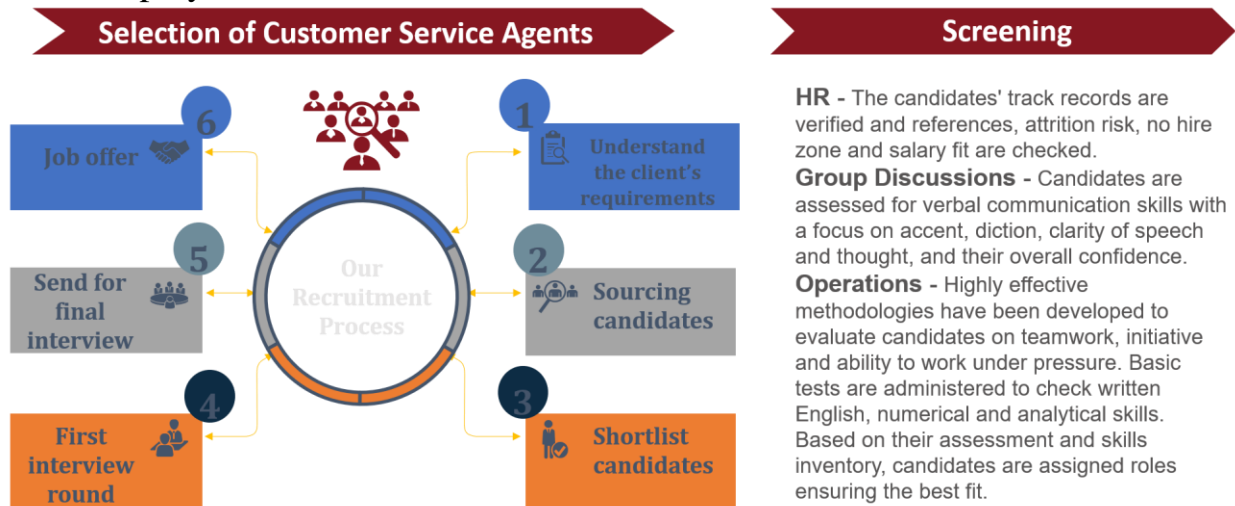 Selection of Customer Service Agents
1
Understand
the client's
requirements
2
Sourcing
candidates
3
Shortlist
candidates
4
First
interview
round
5
Send for
final
interview
6
Job offer
Our
Recruitment
Process
Screening
HR - The candidates' track records are
verified and references, attrition risk, no hire
zone and salary fit are checked.
Group Discussions - Candidates are
assessed for verbal communication skills with
a focus on accent, diction, clarity of speech
and thought, and their overall confidence.
Operations - Highly effective
methodologies have been developed to
evaluate candidates on teamwork, initiative
and ability to work under pressure. Basic
tests are administered to check written
English, numerical and analytical skills.
Based on their assessment and skills
inventory, candidates are assigned roles
ensuring the best fit.